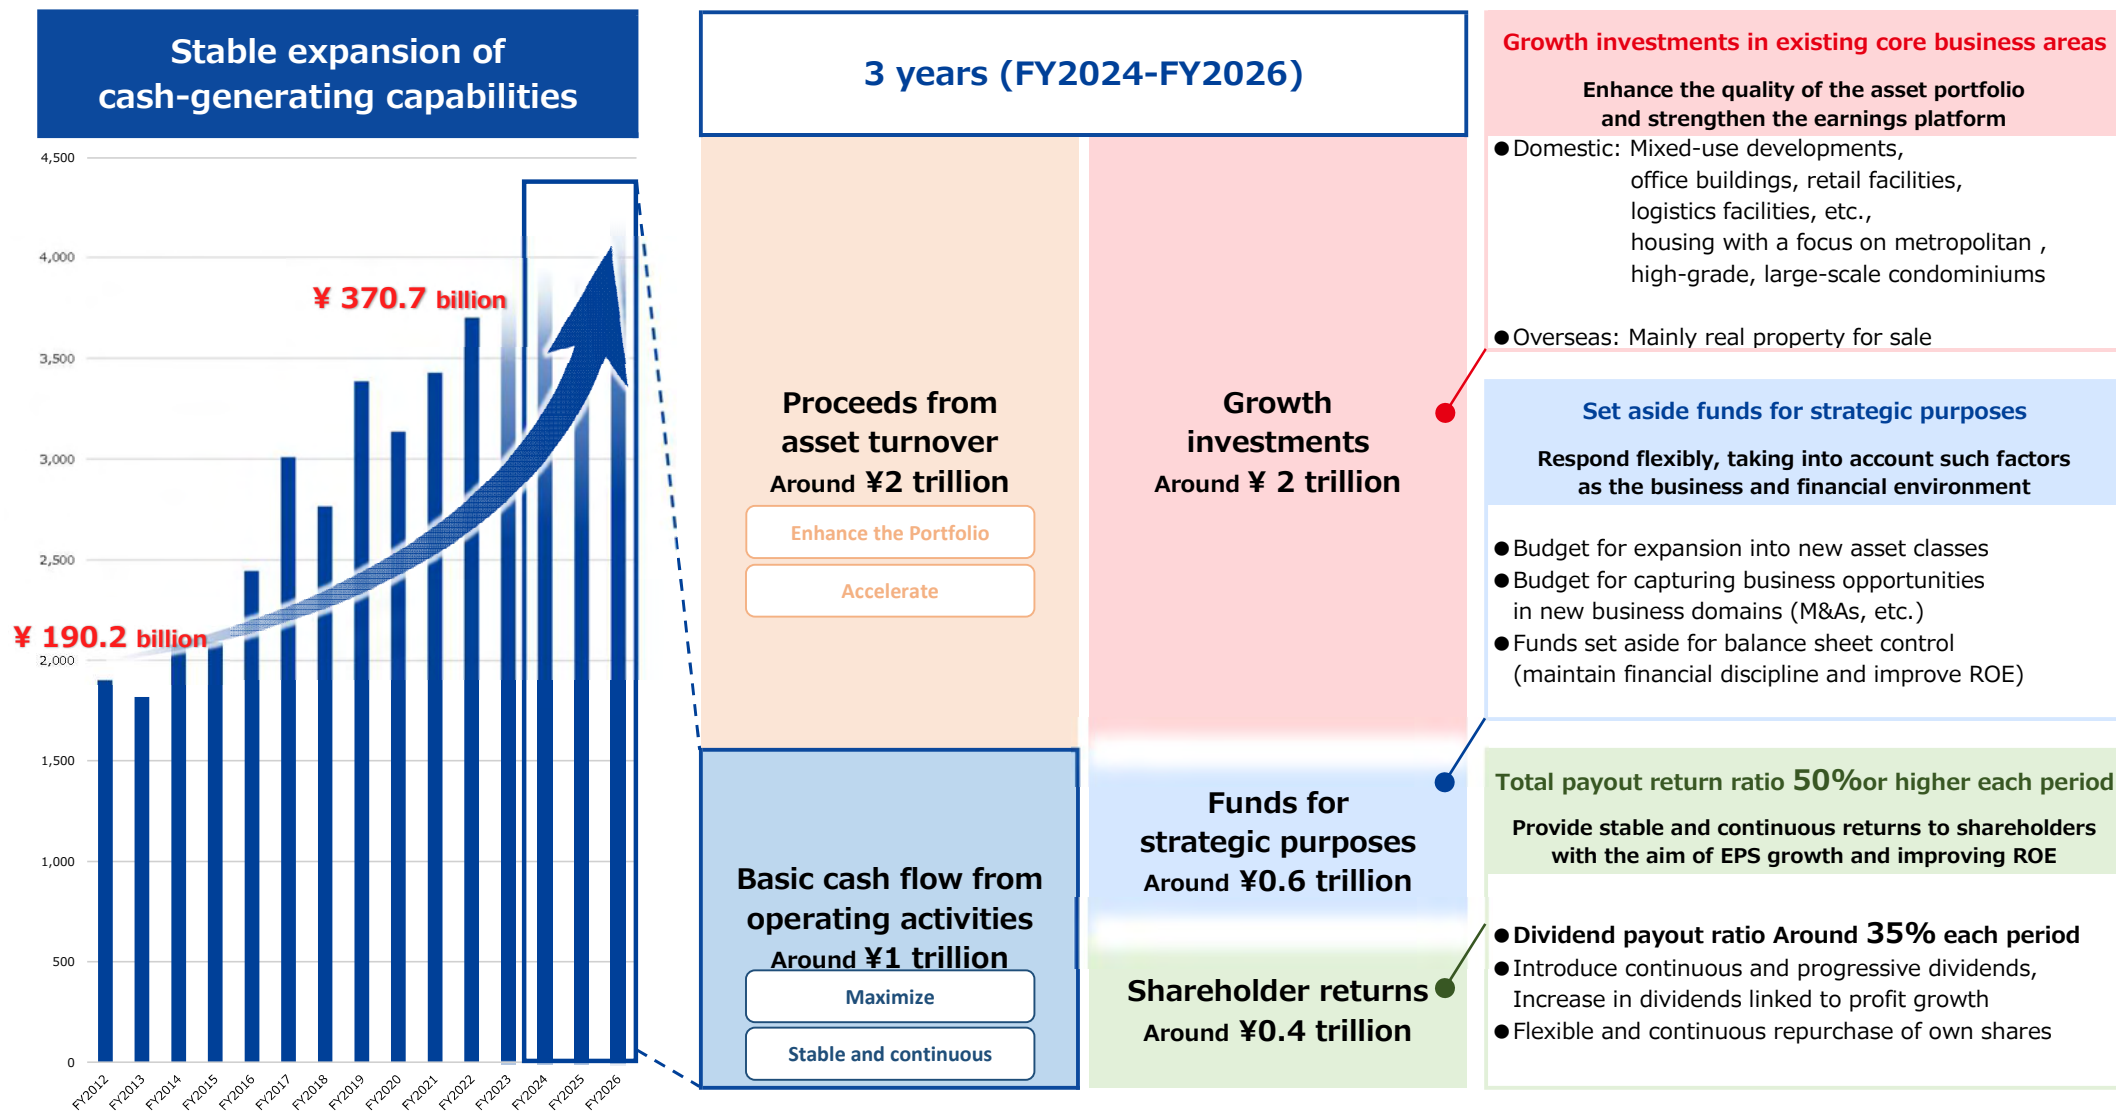 Stable expansion of
cash-generating capabilities
4,500
4,000
3,500
3,000
2,500
2,000
1,500
1,000
500
0
¥ 370.7 billion
¥ 190.2 billion
FY2012
FY2013
FY2014
FY2015
FY2016
FY2017
FY2018
FY2019
FY2020
FY2021
FY2022
FY2023
FY2024
FY2025
FY2026
3 years (FY2024-FY2026)
Proceeds from
asset turnover
Around ¥2 trillion
Enhance the Portfolio
Accelerate
Basic cash flow from
operating activities
Around ¥1 trillion
Maximize
Stable and continuous
Growth
investments
Around ¥ 2 trillion
Funds for
strategic purposes
Around ¥0.6 trillion
Shareholder returns
Around ¥0.4 trillion
Growth investments in existing core business areas
Enhance the quality of the asset portfolio
and strengthen the earnings platform
●Domestic: Mixed-use developments,
office buildings, retail facilities,
logistics facilities, etc.,
housing with a focus on metropolitan ,
high-grade, large-scale condominiums
●Overseas: Mainly real property for sale
Set aside funds for strategic purposes
Respond flexibly, taking into account such factors
as the business and financial environment
●Budget for expansion into new asset classes
●Budget for capturing business opportunities
in new business domains (M&As, etc.)
●Funds set aside for balance sheet control
(maintain financial discipline and improve ROE)
Total payout return ratio 50%or higher each period
Provide stable and continuous returns to shareholders
with the aim of EPS growth and improving ROE
●Dividend payout ratio Around 35% each period
●Introduce continuous and progressive dividends,
Increase in dividends linked to profit growth
●Flexible and continuous repurchase of own shares